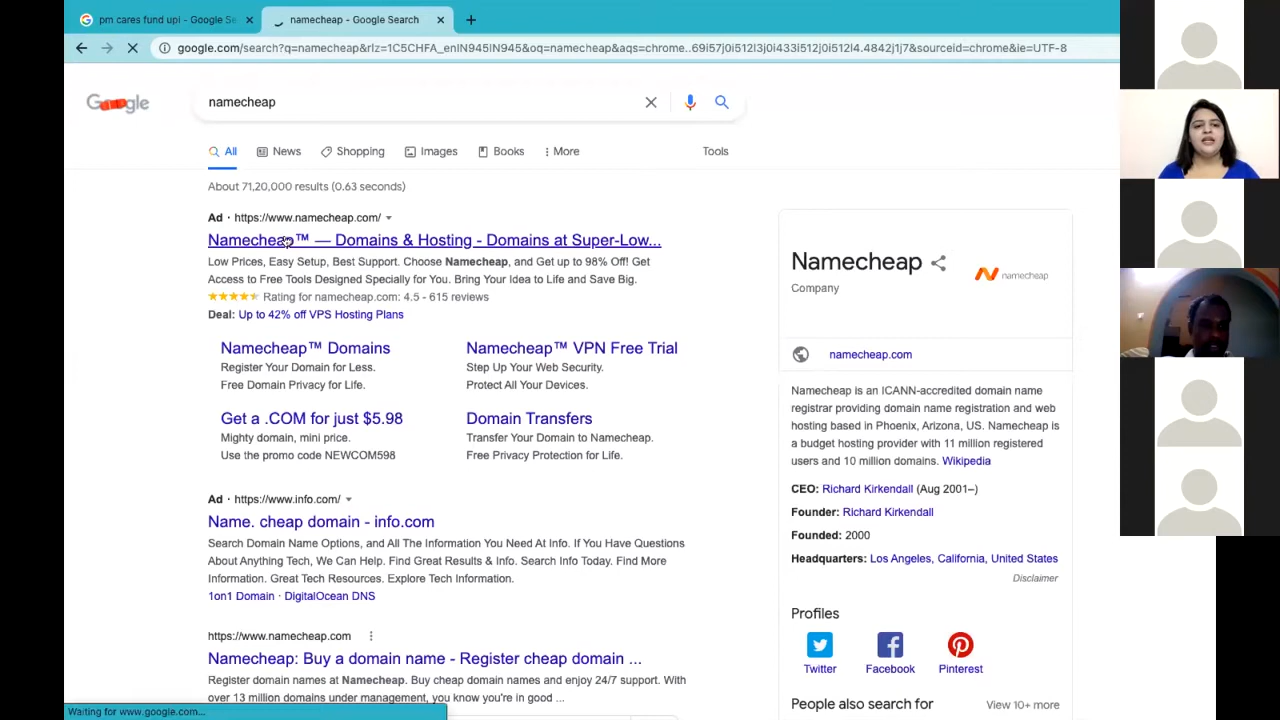 pm cares fund upi - Google Se
namecheap - Google Search
google.com/search?q=namecheap&rlz=1C5CHFA_enIN945IN945&oq=namecheap&aqs=chrome..69i57j0i512l3j0i433i512j0i512l4.4842j1j7&sourceid=chrome&ie=UTF-8
Google
namecheap
All
News
Shopping
Images
Books
More
Tools
About 71,20,000 results (0.63 seconds)
Ad · https://www.namecheap.com/
Namecheap™ — Domains & Hosting - Domains at Super-Low...
Low Prices, Easy Setup, Best Support. Choose Namecheap, and Get up to 98% Off! Get
Access to Free Tools Designed Specially for You. Bring Your Idea to Life and Save Big.
Rating for namecheap.com: 4.5 - 615 reviews
Deal: Up to 42% off VPS Hosting Plans
Namecheap™ Domains
Register Your Domain for Less.
Free Domain Privacy for Life.
Namecheap™ VPN Free Trial
Step Up Your Web Security.
Protect All Your Devices.
Get a .COM for just $5.98
Mighty domain, mini price.
Use the promo code NEWCOM598
Domain Transfers
Transfer Your Domain to Namecheap.
Free Privacy Protection for Life.
Ad · https://www.info.com/
Name. cheap domain - info.com
Search Domain Name Options, and All The Information You Need At Info. If You Have Questions
About Anything Tech, We Can Help. Find Great Results & Info. Search Info Today. Find More
Information. Great Tech Resources. Explore Tech Information.
1on1 Domain · DigitalOcean DNS
https://www.namecheap.com
Namecheap: Buy a domain name - Register cheap domain ...
Register domain names at Namecheap. Buy cheap domain names and enjoy 24/7 support. With
over 13 million domains under management, you know you're in good ...
Waiting for www.google.com...
Namecheap
Company
namecheap
namecheap.com
Namecheap is an ICANN-accredited domain name
registrar providing domain name registration and web
hosting based in Phoenix, Arizona, US. Namecheap is
a budget hosting provider with 11 million registered
users and 10 million domains. Wikipedia
CEO: Richard Kirkendall (Aug 2001–)
Founder: Richard Kirkendall
Founded: 2000
Headquarters: Los Angeles, California, United States
Disclaimer
Profiles
Twitter
Facebook
Pinterest
People also search for
View 10+ more